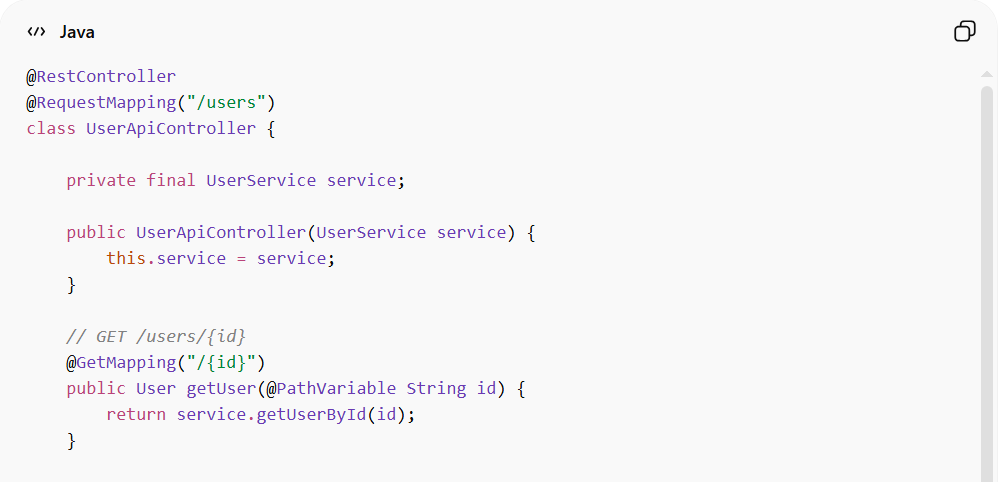 Java
@RestController
@RequestMapping("/users")
class UserApiController {
    private final UserService service;
    public UserApiController(UserService service) {
        this.service = service;
    }
    // GET /users/{id}
    @GetMapping("/{id}")
    public User getUser(@PathVariable String id) {
        return service.getUserById(id);
    }